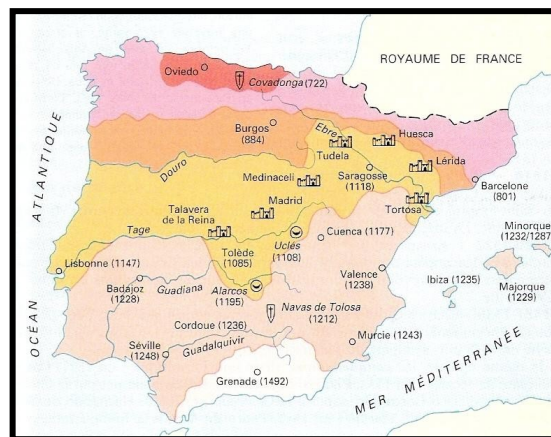 ROYAUME DE FRANCE
Oviedo
Covadonga (722)
Burgos
(884)
Ebre
Huesca
Tudela
Lérida
Douro
Medinaceli
Saragosse
(1118)
Barcelone
(801)
ATLANTIQUE
OCÉAN
Talavera
de la Reina
Madrid
Tortosa
Tage
Tolède
(1085)
Uclés
(1108)
Cuenca (1177)
Minorque
(1232/1287)
Lisbonne (1147)
Badájoz
(1228)
Guadiana
Alarcos
(1195)
Valence
(1238)
Ibiza (1235)
Majorque
(1229)
Navas de Tolosa
(1212)
Cordoue (1236)
Séville
(1248)
Guadalquivir
Murcie (1243)
Grenade (1492)
MER MÉDITERRANÉE